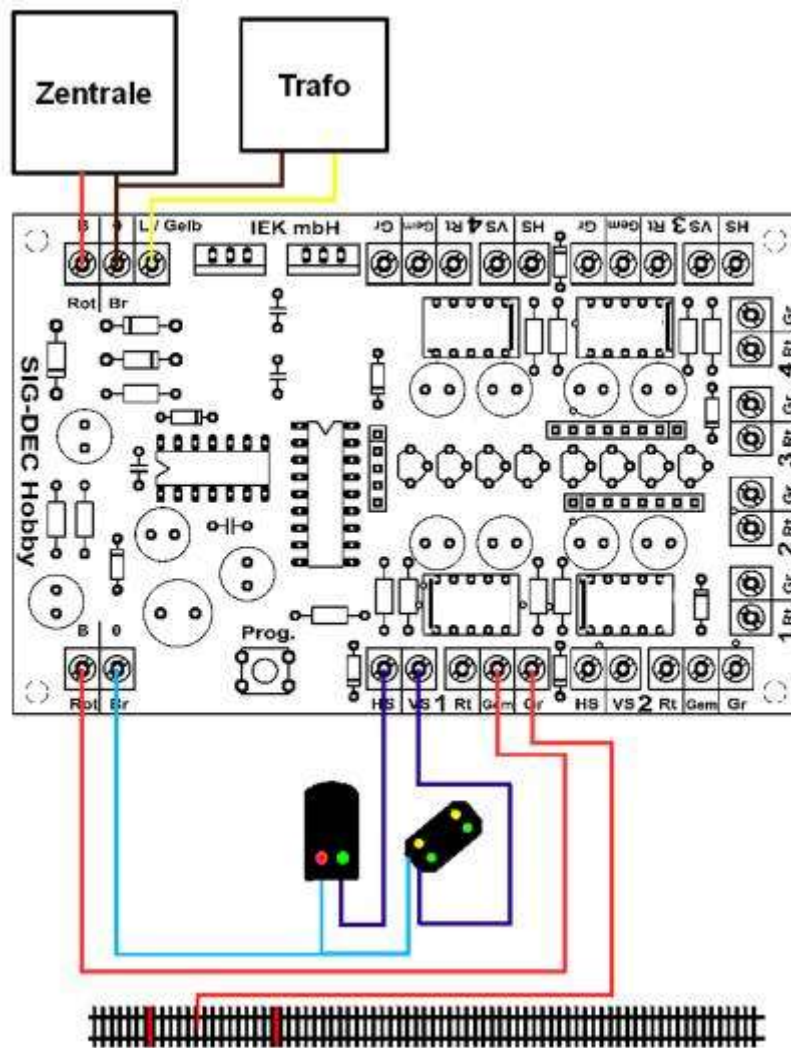 Zentrale
Trafo
B 0 L / Gelb IEK mbH Gr Gem Rt 4 VS HS Gr Gem Rt 3 VS HS
Rot Br
SIG-DEC Hobby
4 Rt Gr
3 Rt Gr
2 Rt Gr
1 Rt Gr
B 0
Prog.
Rot Br HS VS 1 Rt Gem Gr HS VS 2 Rt Gem Gr